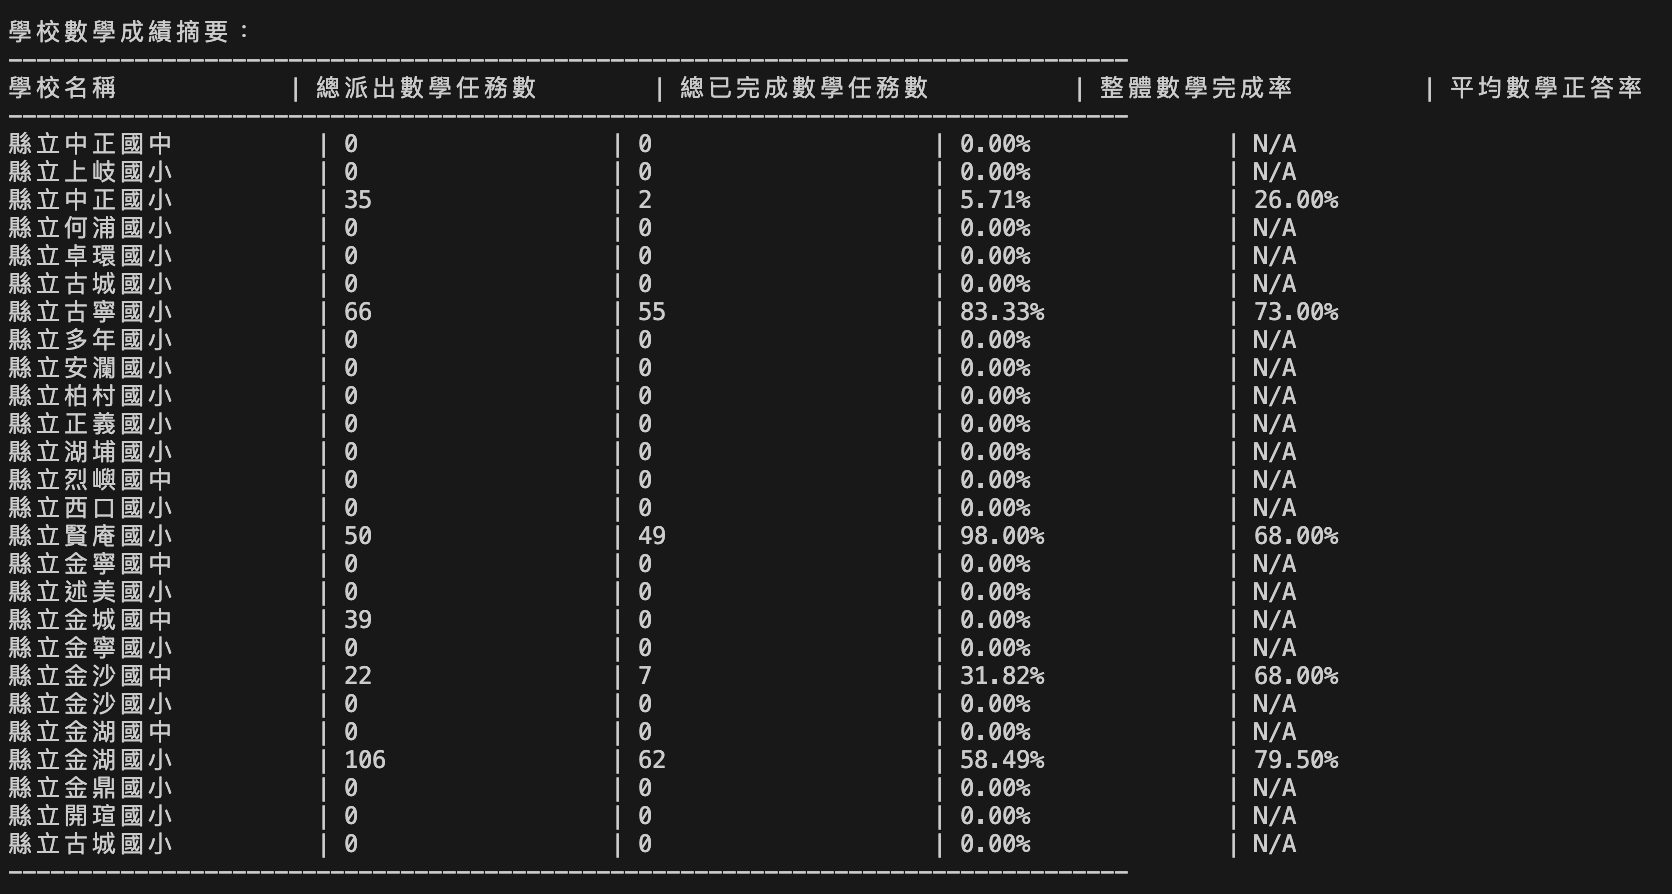 學校數學成績摘要：
--------------------------------------------------------------------------------
學校名稱 | 總派出數學任務數 | 總已完成數學任務數 | 整體數學完成率 | 平均數學正答率
--------------------------------------------------------------------------------
縣立中正國中 | 0 | 0 | 0.00% | N/A
縣立上岐國小 | 0 | 0 | 0.00% | N/A
縣立中正國小 | 35 | 2 | 5.71% | 26.00%
縣立何浦國小 | 0 | 0 | 0.00% | N/A
縣立卓環國小 | 0 | 0 | 0.00% | N/A
縣立古城國小 | 0 | 0 | 0.00% | N/A
縣立古寧國小 | 66 | 55 | 83.33% | 73.00%
縣立多年國小 | 0 | 0 | 0.00% | N/A
縣立安瀾國小 | 0 | 0 | 0.00% | N/A
縣立柏村國小 | 0 | 0 | 0.00% | N/A
縣立正義國小 | 0 | 0 | 0.00% | N/A
縣立湖埔國小 | 0 | 0 | 0.00% | N/A
縣立烈嶼國中 | 0 | 0 | 0.00% | N/A
縣立西口國小 | 0 | 0 | 0.00% | N/A
縣立賢庵國小 | 50 | 49 | 98.00% | 68.00%
縣立金寧國中 | 0 | 0 | 0.00% | N/A
縣立述美國小 | 0 | 0 | 0.00% | N/A
縣立金城國中 | 39 | 0 | 0.00% | N/A
縣立金寧國小 | 0 | 0 | 0.00% | N/A
縣立金沙國中 | 22 | 7 | 31.82% | 68.00%
縣立金沙國小 | 0 | 0 | 0.00% | N/A
縣立金湖國中 | 0 | 0 | 0.00% | N/A
縣立金湖國小 | 106 | 62 | 58.49% | 79.50%
縣立金鼎國小 | 0 | 0 | 0.00% | N/A
縣立開瑄國小 | 0 | 0 | 0.00% | N/A
縣立古城國小 | 0 | 0 | 0.00% | N/A
--------------------------------------------------------------------------------